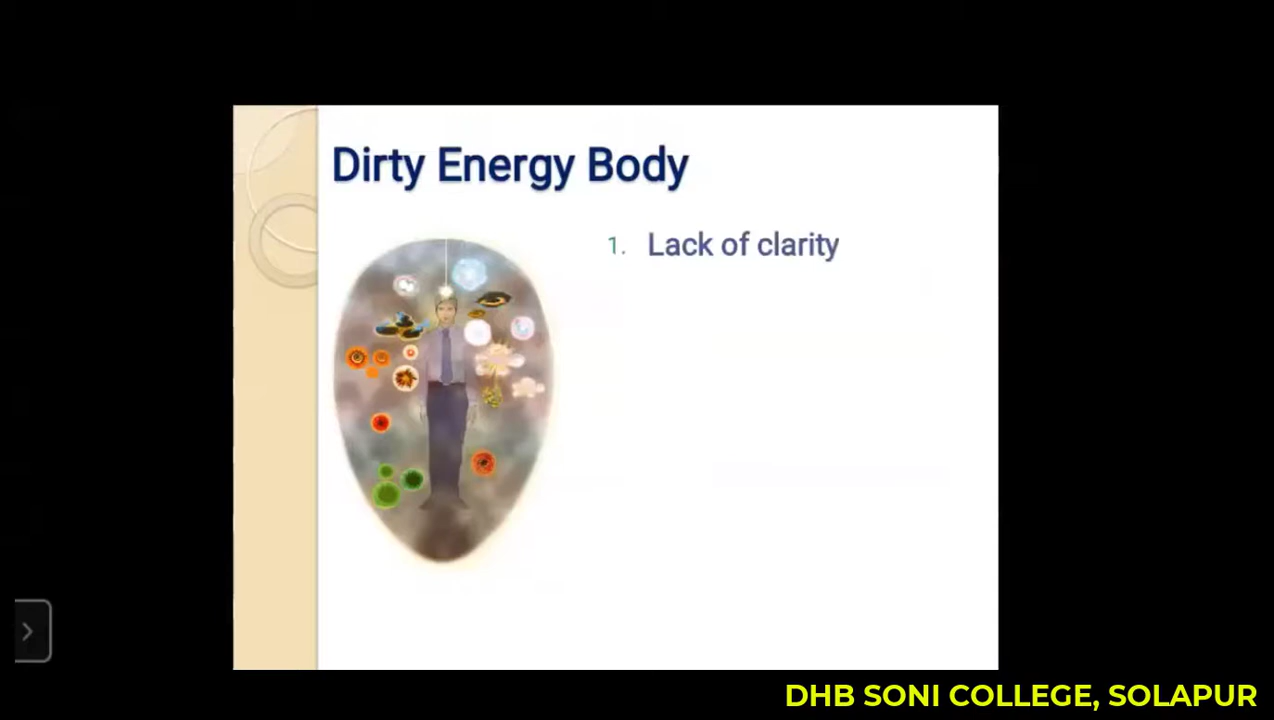 Dirty Energy Body
1. Lack of clarity
DHB SONI COLLEGE, SOLAPUR